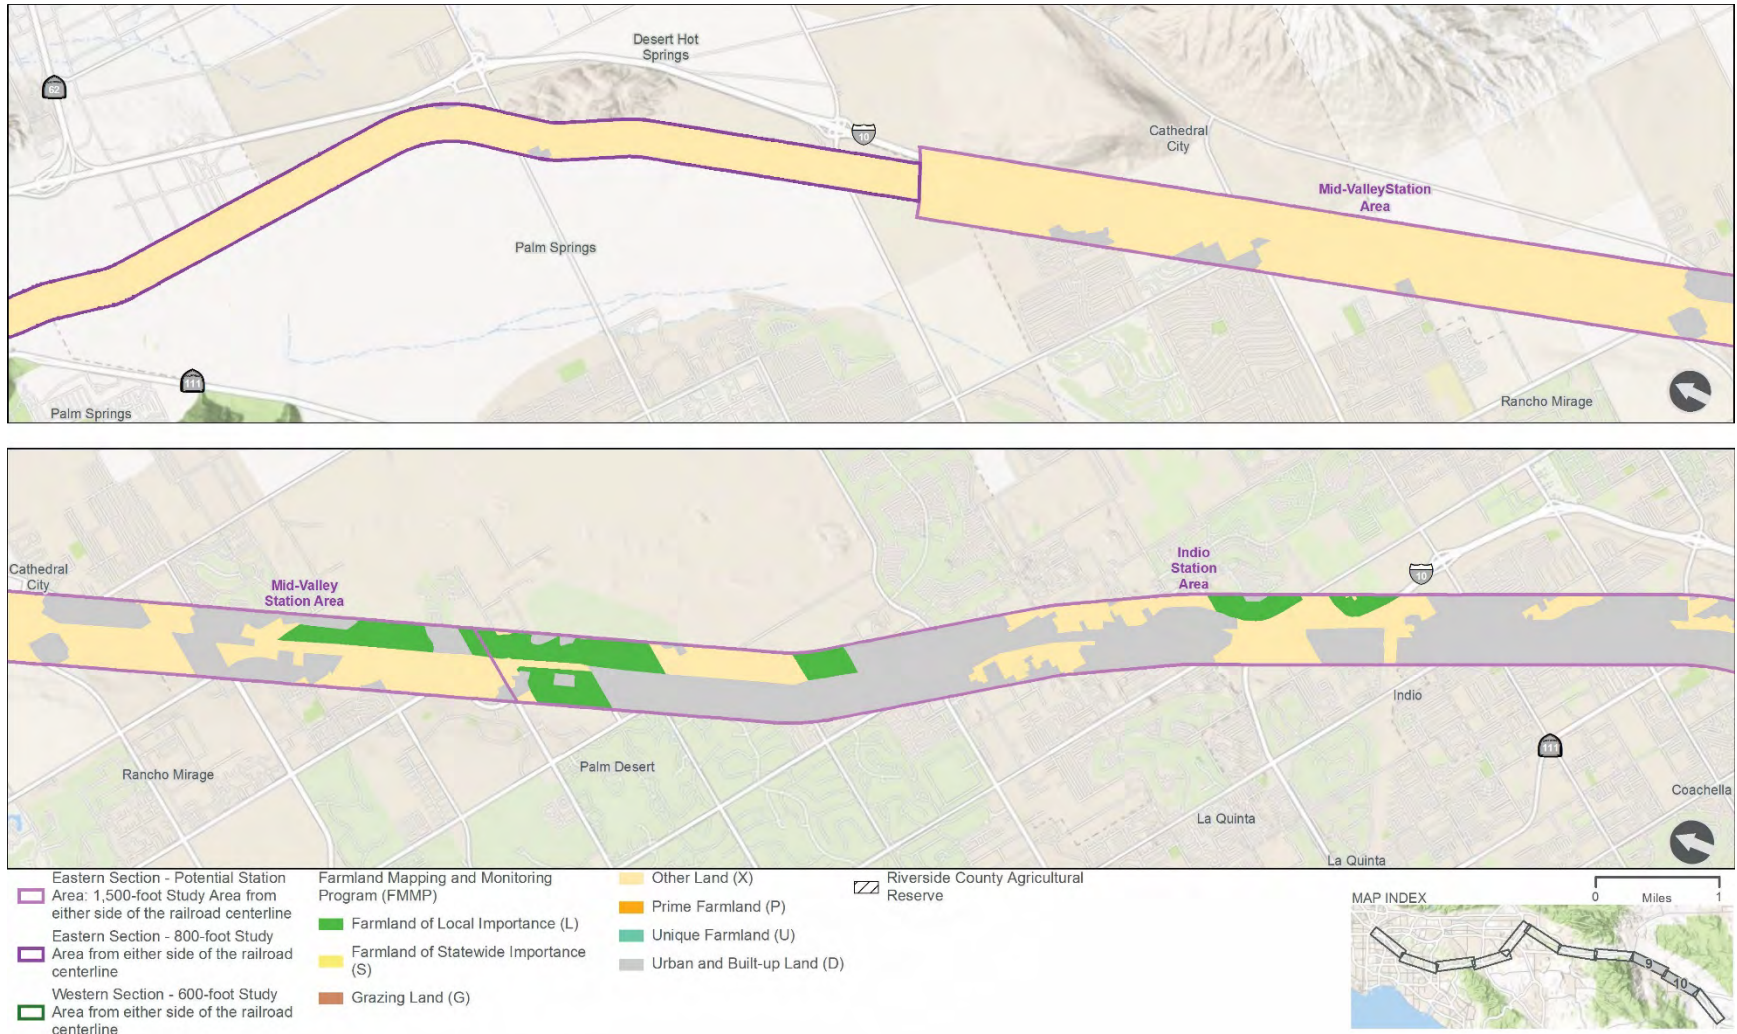 Desert Hot
Springs
62
10
Cathedral
City
Mid-ValleyStation
Area
Palm Springs
111
Palm Springs
Rancho Mirage
Cathedral
City
Mid-Valley
Station Area
Indio
Station
Area
10
Indio
111
Rancho Mirage
Palm Desert
Coachella
La Quinta
La Quinta
Eastern Section - Potential Station
Area: 1,500-foot Study Area from
either side of the railroad centerline
Eastern Section - 800-foot Study
Area from either side of the railroad
centerline
Western Section - 600-foot Study
Area from either side of the railroad
centerline
Farmland Mapping and Monitoring
Program (FMMP)
Farmland of Local Importance (L)
Farmland of Statewide Importance
(S)
Grazing Land (G)
Other Land (X)
Prime Farmland (P)
Unique Farmland (U)
Urban and Built-up Land (D)
Riverside County Agricultural
Reserve
MAP INDEX
0 Miles 1
9
10